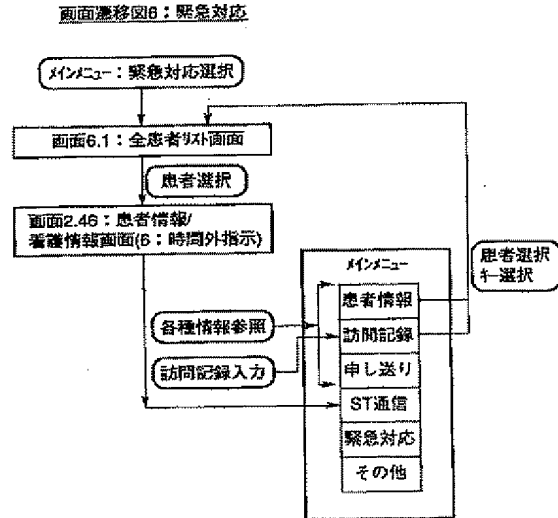 画面遷移図6:緊急対応
メインメニュー:緊急対応選択
画面6.1:全患者リスト画面
患者選択
画面2.46:患者情報/
看護情報画面(6:時間外指示)
メインメニュー
患者選択
キー選択
患者情報
各種情報参照
訪問記録
訪問記録入力
申し送り
ST通信
緊急対応
その他